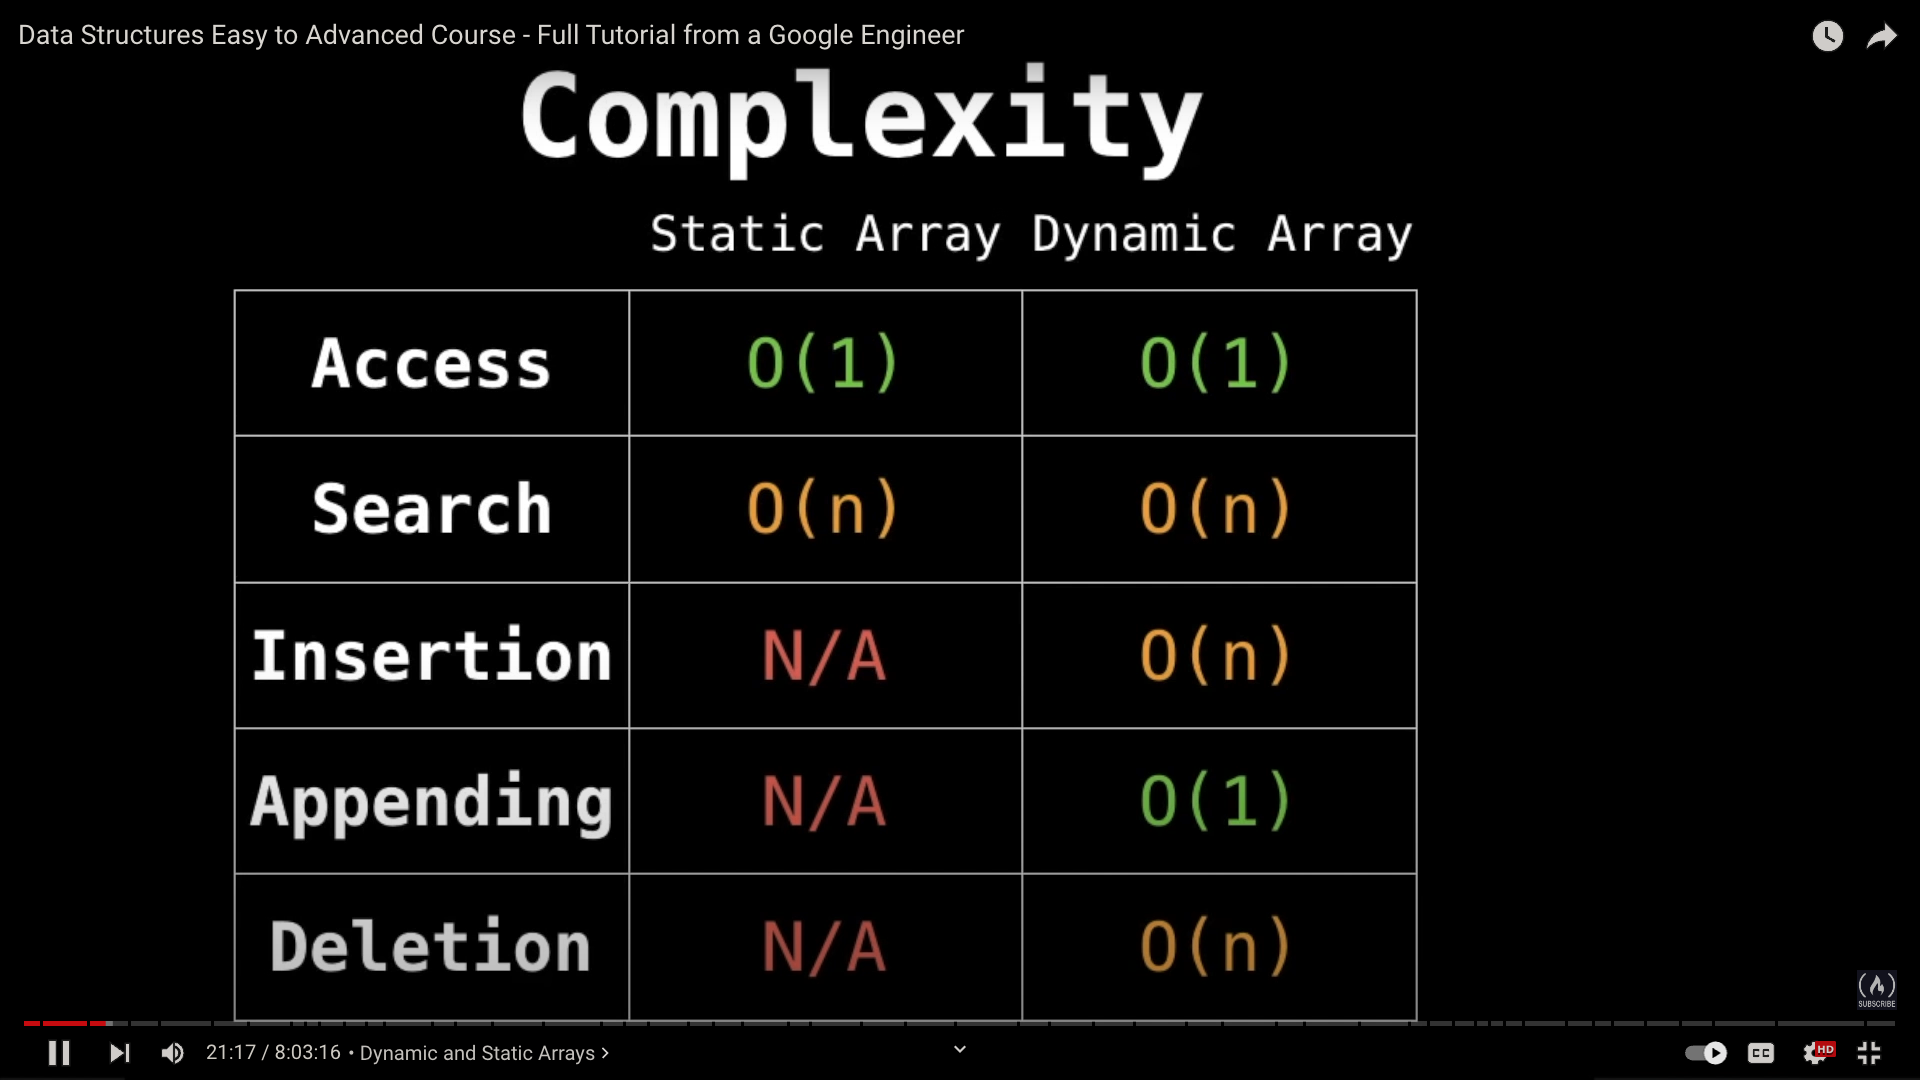 Data Structures Easy to Advanced Course - Full Tutorial from a Google Engineer
Complexity
Static Array Dynamic Array
Access O(1) O(1)
Search O(n) O(n)
Insertion N/A O(n)
Appending N/A O(1)
Deletion N/A O(n)
SUBSCRIBE
21:17 / 8:03:16 • Dynamic and Static Arrays >
CC
HD